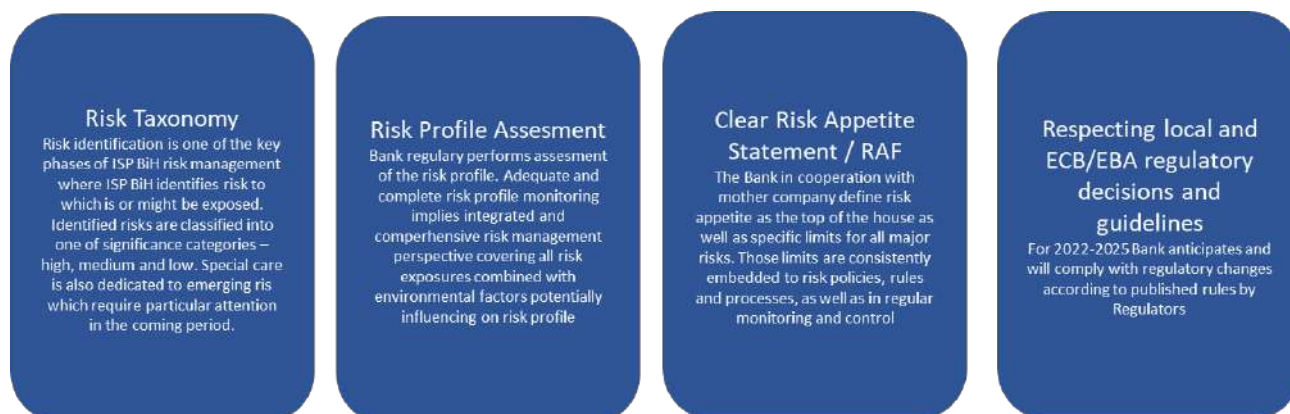 Risk Taxonomy
Risk identification is one of the key
phases of ISP BiH risk management
where ISP BiH identifies risk to
which is or might be exposed.
Identified risks are classified into
one of significance categories –
high, medium and low. Special care
is also dedicated to emerging ris
which require particular attention
in the coming period.
Risk Profile Assesment
Bank regulary performs assesment
of the risk profile. Adequate and
complete risk profile monitoring
implies integrated and
comperhensive risk management
perspective covering all risk
exposures combined with
environmental factors potentially
influencing on risk profile
Clear Risk Appetite
Statement / RAF
The Bank in cooperation with
mother company define risk
appetite as the top of the house as
well as specific limits for all major
risks. Those limits are consistently
embedded to risk policies, rules
and processes, as well as in regular
monitoring and control
Respecting local and
ECB/EBA regulatory
decisions and
guidelines
For 2022-2025 Bank anticipates and
will comply with regulatory changes
according to published rules by
Regulators